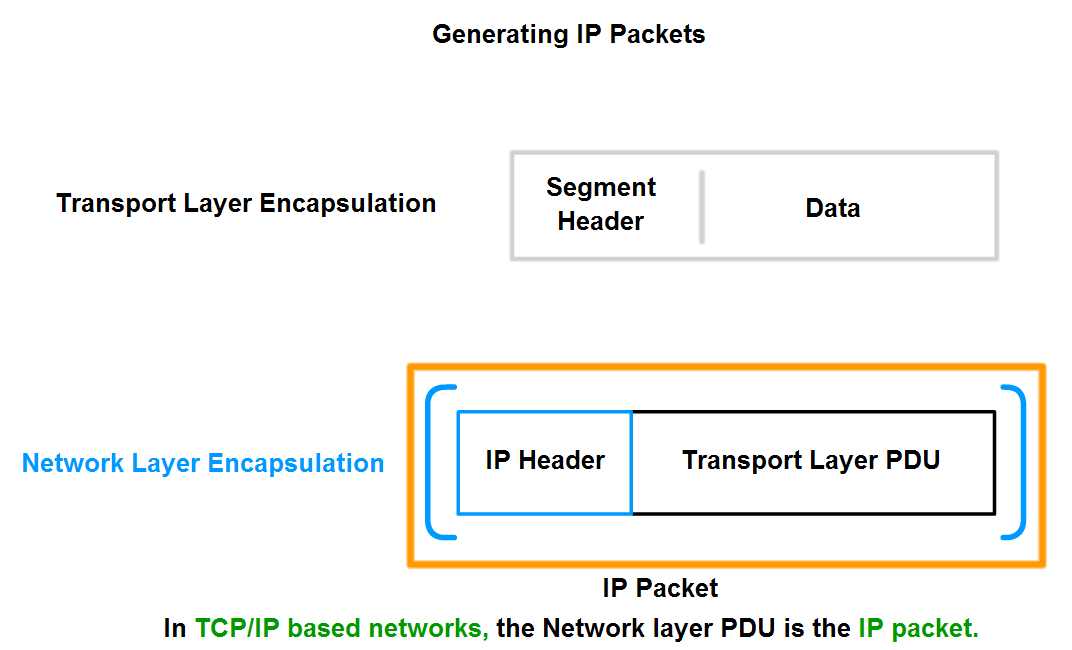 Generating IP Packets
Transport Layer Encapsulation
Segment
Header
Data
Network Layer Encapsulation
IP Header
Transport Layer PDU
IP Packet
In TCP/IP based networks, the Network layer PDU is the IP packet.